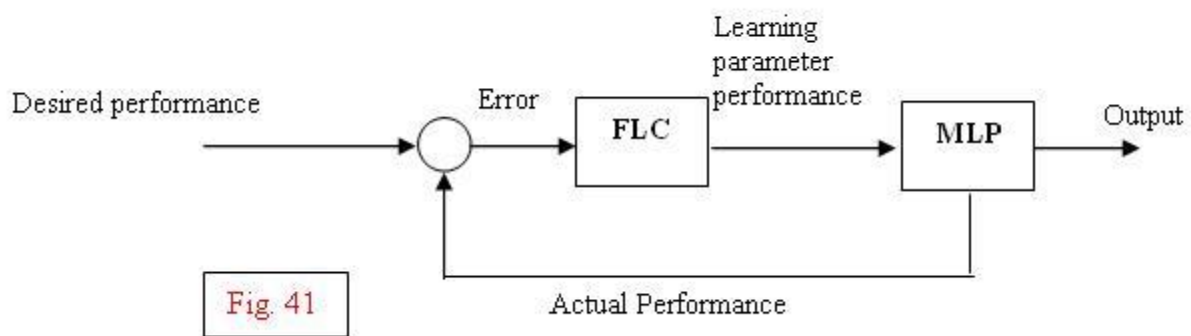 Learning
parameter
performance
Desired performance
Error
FLC
MLP
Output
Fig. 41
Actual Performance